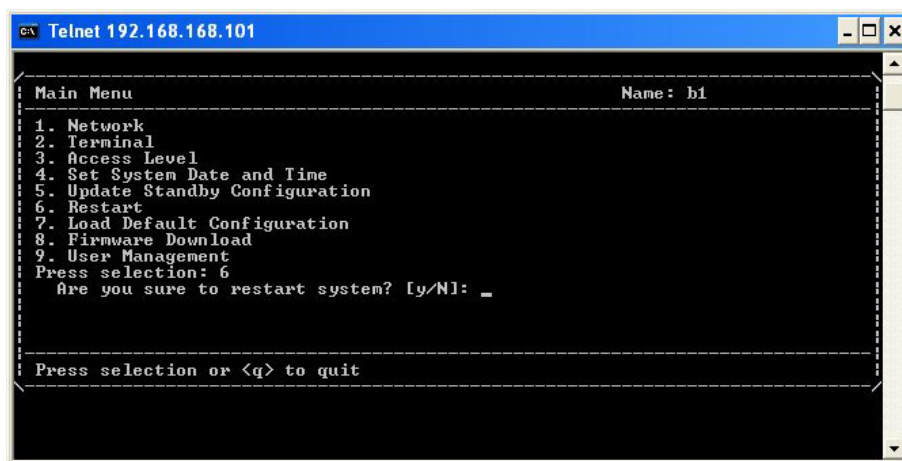 Telnet 192.168.168.101
Main Menu Name: b1
1. Network
2. Terminal
3. Access Level
4. Set System Date and Time
5. Update Standby Configuration
6. Restart
7. Load Default Configuration
8. Firmware Download
9. User Management
Press selection: 6
Are you sure to restart system? [y/N]: _
Press selection or <q> to quit